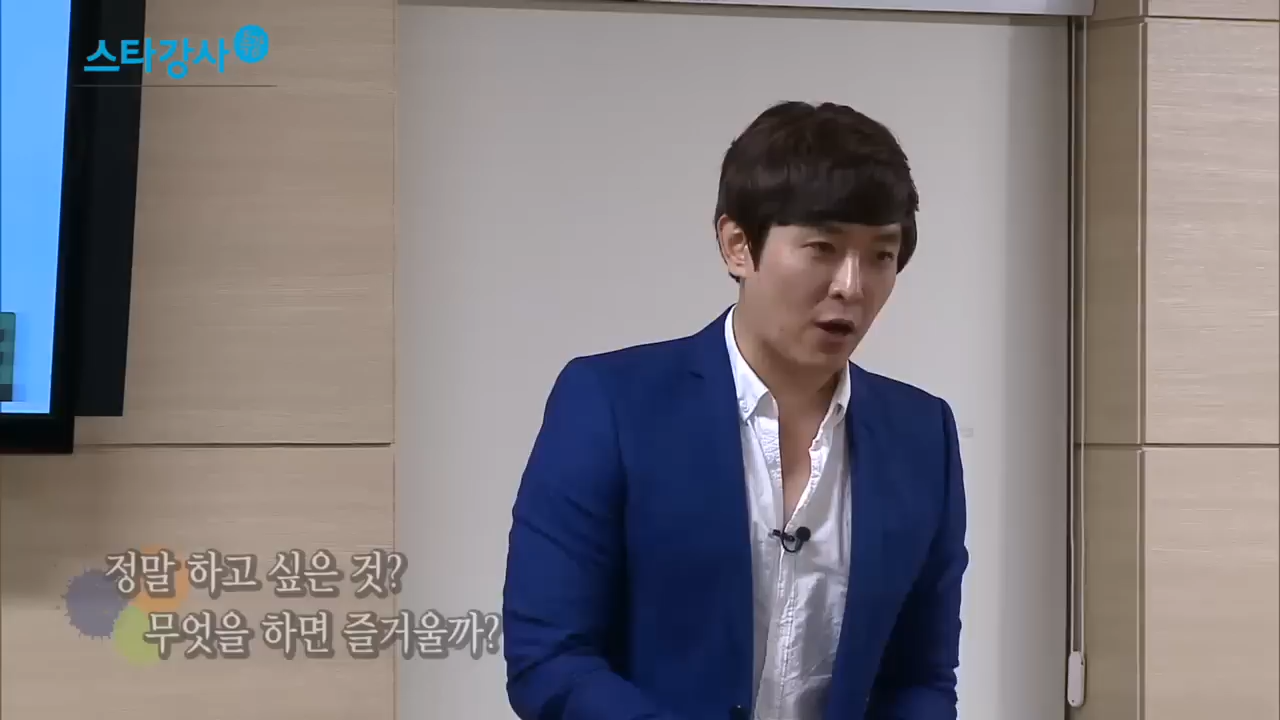 스타강사
정말 하고 싶은 것?
무엇을 하면 즐거울까?